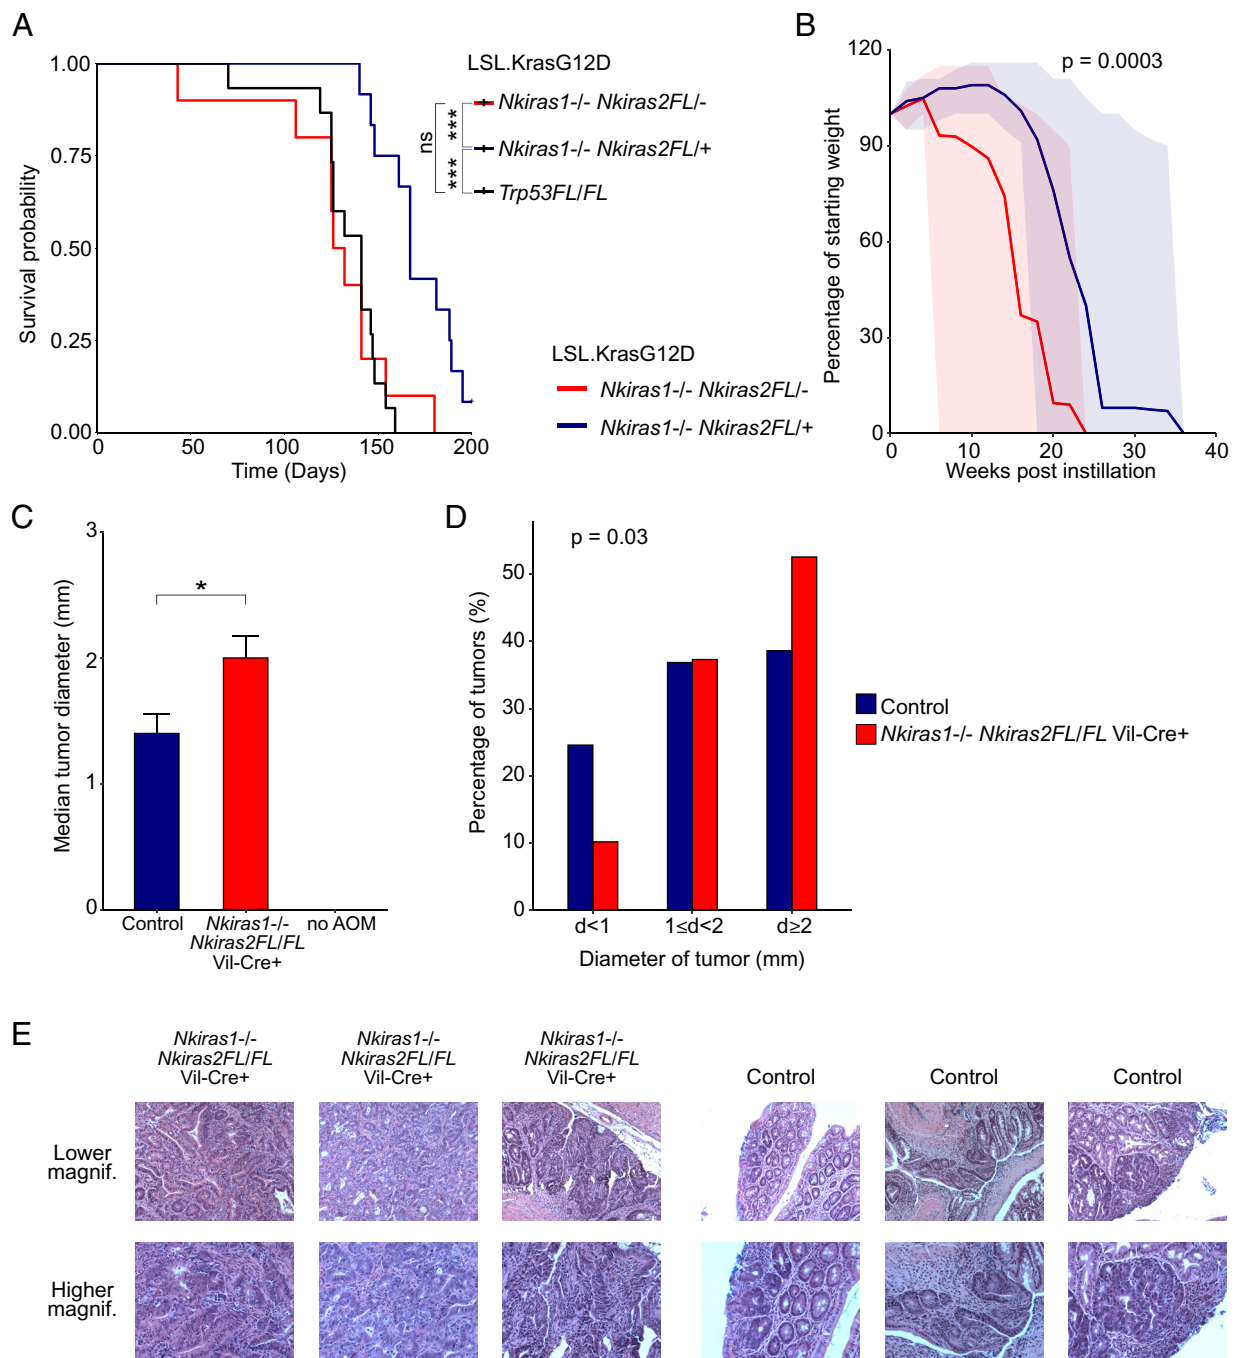 A
LSL.KrasG12D
Nkiras1-/- Nkiras2FL/-
Nkiras1-/- Nkiras2FL/+
Trp53FL/FL
ns
***
***
1.00
0.75
0.50
0.25
0.00
Survival probability
0
50
100
150
200
Time (Days)
LSL.KrasG12D
Nkiras1-/- Nkiras2FL/-
Nkiras1-/- Nkiras2FL/+
B
p = 0.0003
120
90
60
30
0
Percentage of starting weight
0
10
20
30
40
Weeks post instillation
C
3
2
1
0
Median tumor diameter (mm)
*
Control
Nkiras1-/-
Nkiras2FL/FL
Vil-Cre+
no AOM
D
p = 0.03
50
40
30
20
10
0
Percentage of tumors (%)
d<1
1≤d<2
d≥2
Diameter of tumor (mm)
Control
Nkiras1-/- Nkiras2FL/FL Vil-Cre+
E
Nkiras1-/-
Nkiras2FL/FL
Vil-Cre+
Nkiras1-/-
Nkiras2FL/FL
Vil-Cre+
Nkiras1-/-
Nkiras2FL/FL
Vil-Cre+
Control
Control
Control
Lower
magnif.
Higher
magnif.